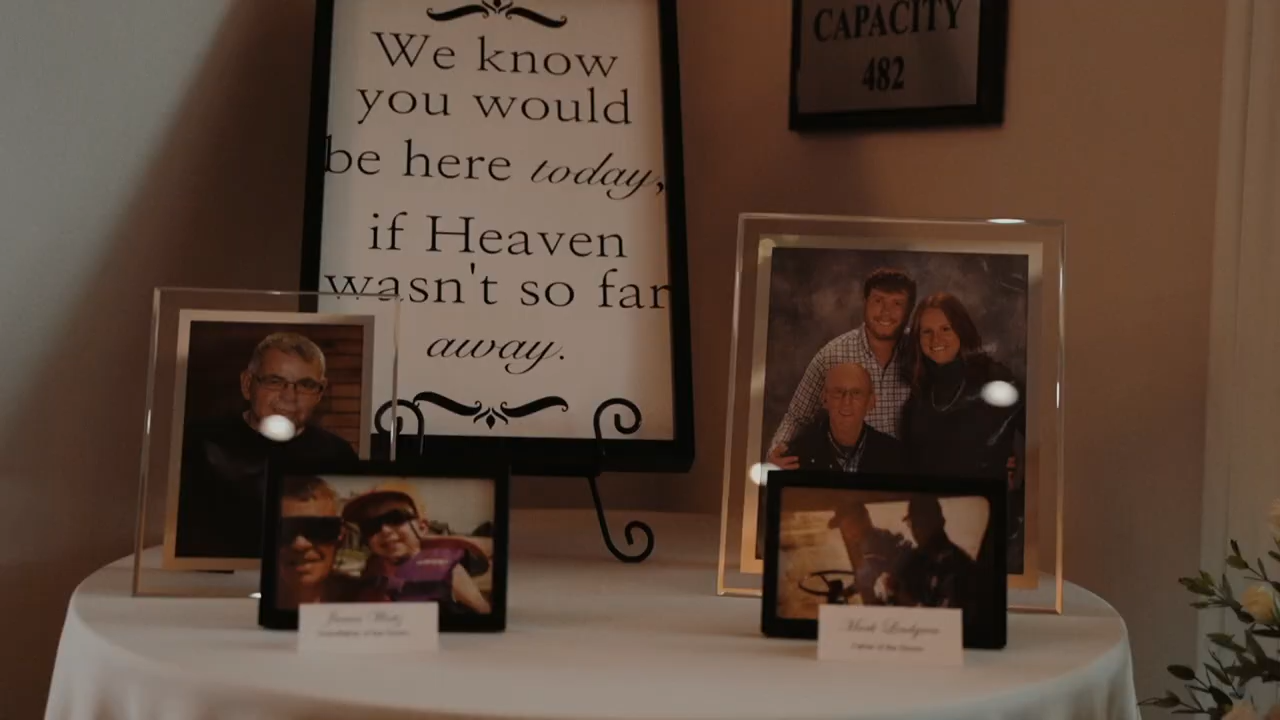 We know
you would
be here today,
if Heaven
wasn't so far
away.
CAPACITY
482